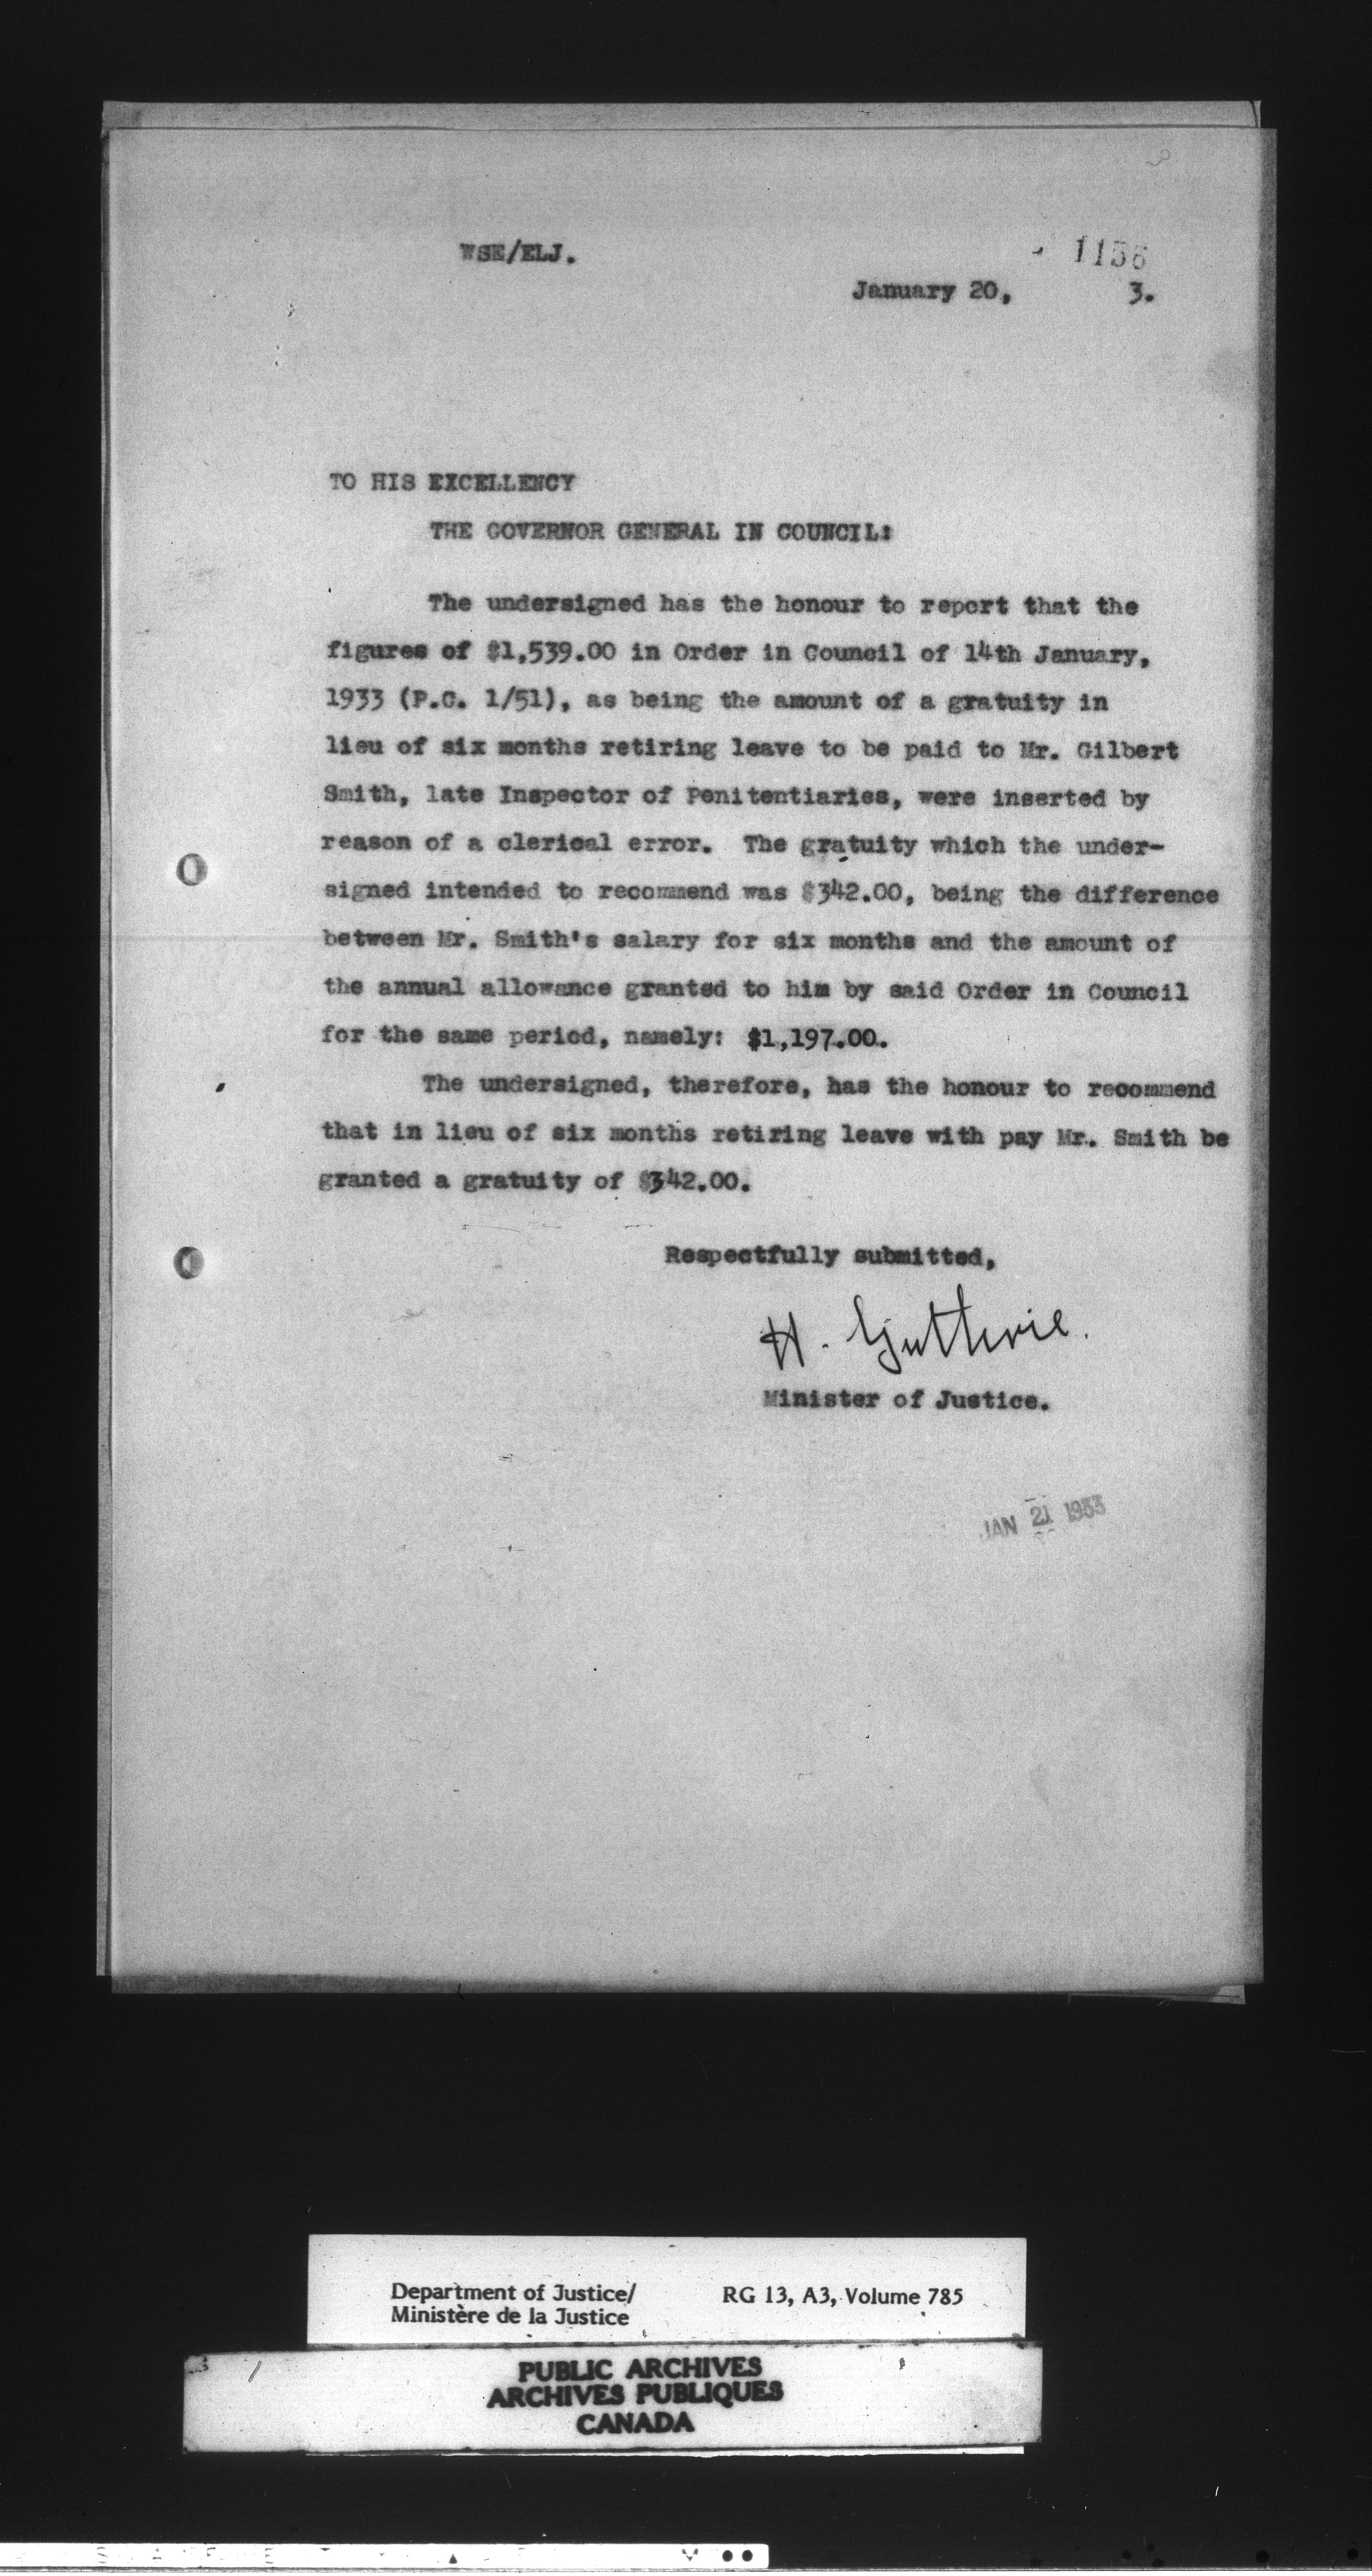 WSE/ELJ.
1156
January 20, 3.
TO HIS EXCELLENCY
THE GOVERNOR GENERAL IN COUNCIL:
The undersigned has the honour to report that the
figures of $1,539.00 in Order in Council of 14th January,
1933 (P.C. 1/51), as being the amount of a gratuity in
lieu of six months retiring leave to be paid to Mr. Gilbert
Smith, late Inspector of Penitentiaries, were inserted by
reason of a clerical error. The gratuity which the under-
signed intended to recommend was $342.00, being the difference
between Mr. Smith's salary for six months and the amount of
the annual allowance granted to him by said Order in Council
for the same period, namely: $1,197.00.
The undersigned, therefore, has the honour to recommend
that in lieu of six months retiring leave with pay Mr. Smith be
granted a gratuity of $342.00.
Respectfully submitted,
H. Guthrie.
Minister of Justice.
JAN 21 1933
Department of Justice/ RG 13, A3, Volume 785
Ministère de la Justice
PUBLIC ARCHIVES
ARCHIVES PUBLIQUES
CANADA